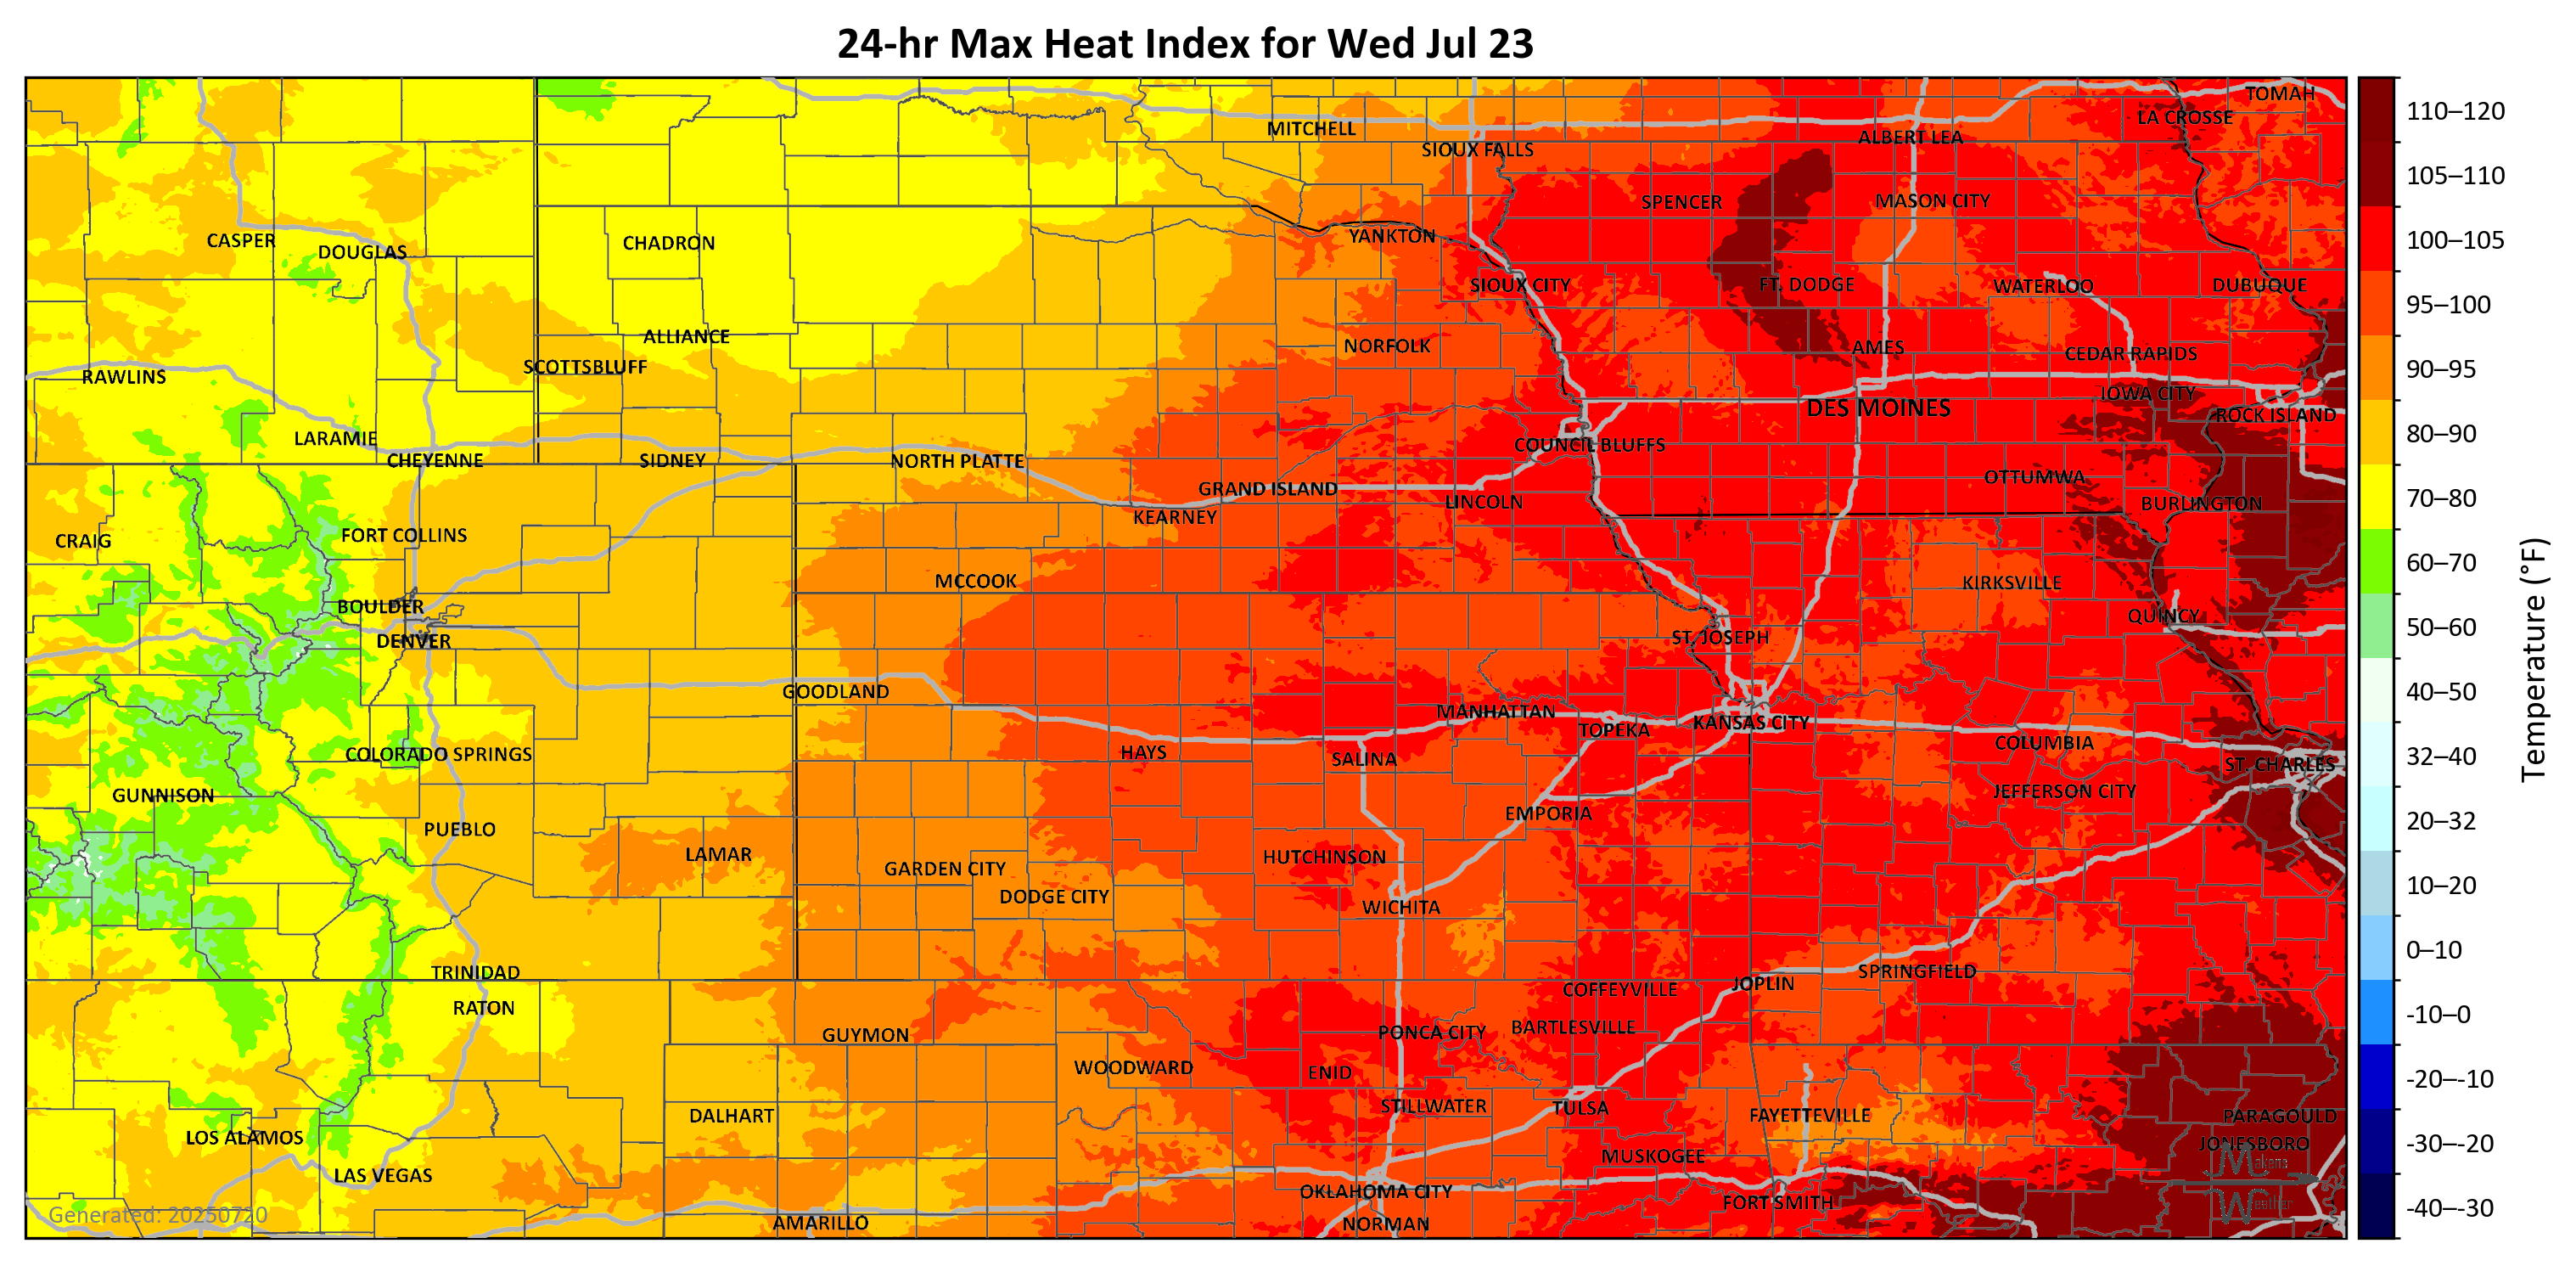 24-hr Max Heat Index for Wed Jul 23
TOMAH
LA CROSSE
MITCHELL
ALBERT LEA
SIOUX FALLS
SPENCER
MASON CITY
CASPER
DOUGLAS
CHADRON
YANKTON
SIOUX CITY
FT. DODGE
WATERLOO
DUBUQUE
ALLIANCE
NORFOLK
AMES
CEDAR RAPIDS
SCOTTSBLUFF
RAWLINS
IOWA CITY
DES MOINES
ROCK ISLAND
LARAMIE
COUNCIL BLUFFS
CHEYENNE
SIDNEY
NORTH PLATTE
OTTUMWA
GRAND ISLAND
LINCOLN
BURLINGTON
KEARNEY
CRAIG
FORT COLLINS
MCCOOK
KIRKSVILLE
BOULDER
QUINCY
DENVER
ST. JOSEPH
GOODLAND
MANHATTAN
TOPEKA
KANSAS CITY
COLORADO SPRINGS
HAYS
SALINA
COLUMBIA
ST. CHARLES
GUNNISON
JEFFERSON CITY
EMPORIA
PUEBLO
LAMAR
GARDEN CITY
HUTCHINSON
DODGE CITY
WICHITA
TRINIDAD
SPRINGFIELD
JOPLIN
COFFEYVILLE
RATON
GUYMON
PONCA CITY
BARTLESVILLE
WOODWARD
ENID
DALHART
STILLWATER
TULSA
FAYETTEVILLE
PARAGOULD
LOS ALAMOS
JONESBORO
MUSKOGEE
Makens
LAS VEGAS
OKLAHOMA CITY
FORT SMITH
Weather
Generated: 20250720
AMARILLO
NORMAN
110–120
105–110
100–105
95–100
90–95
80–90
70–80
60–70
50–60
40–50
32–40
20–32
10–20
0–10
-10–0
-20–-10
-30–-20
-40–-30
Temperature (°F)